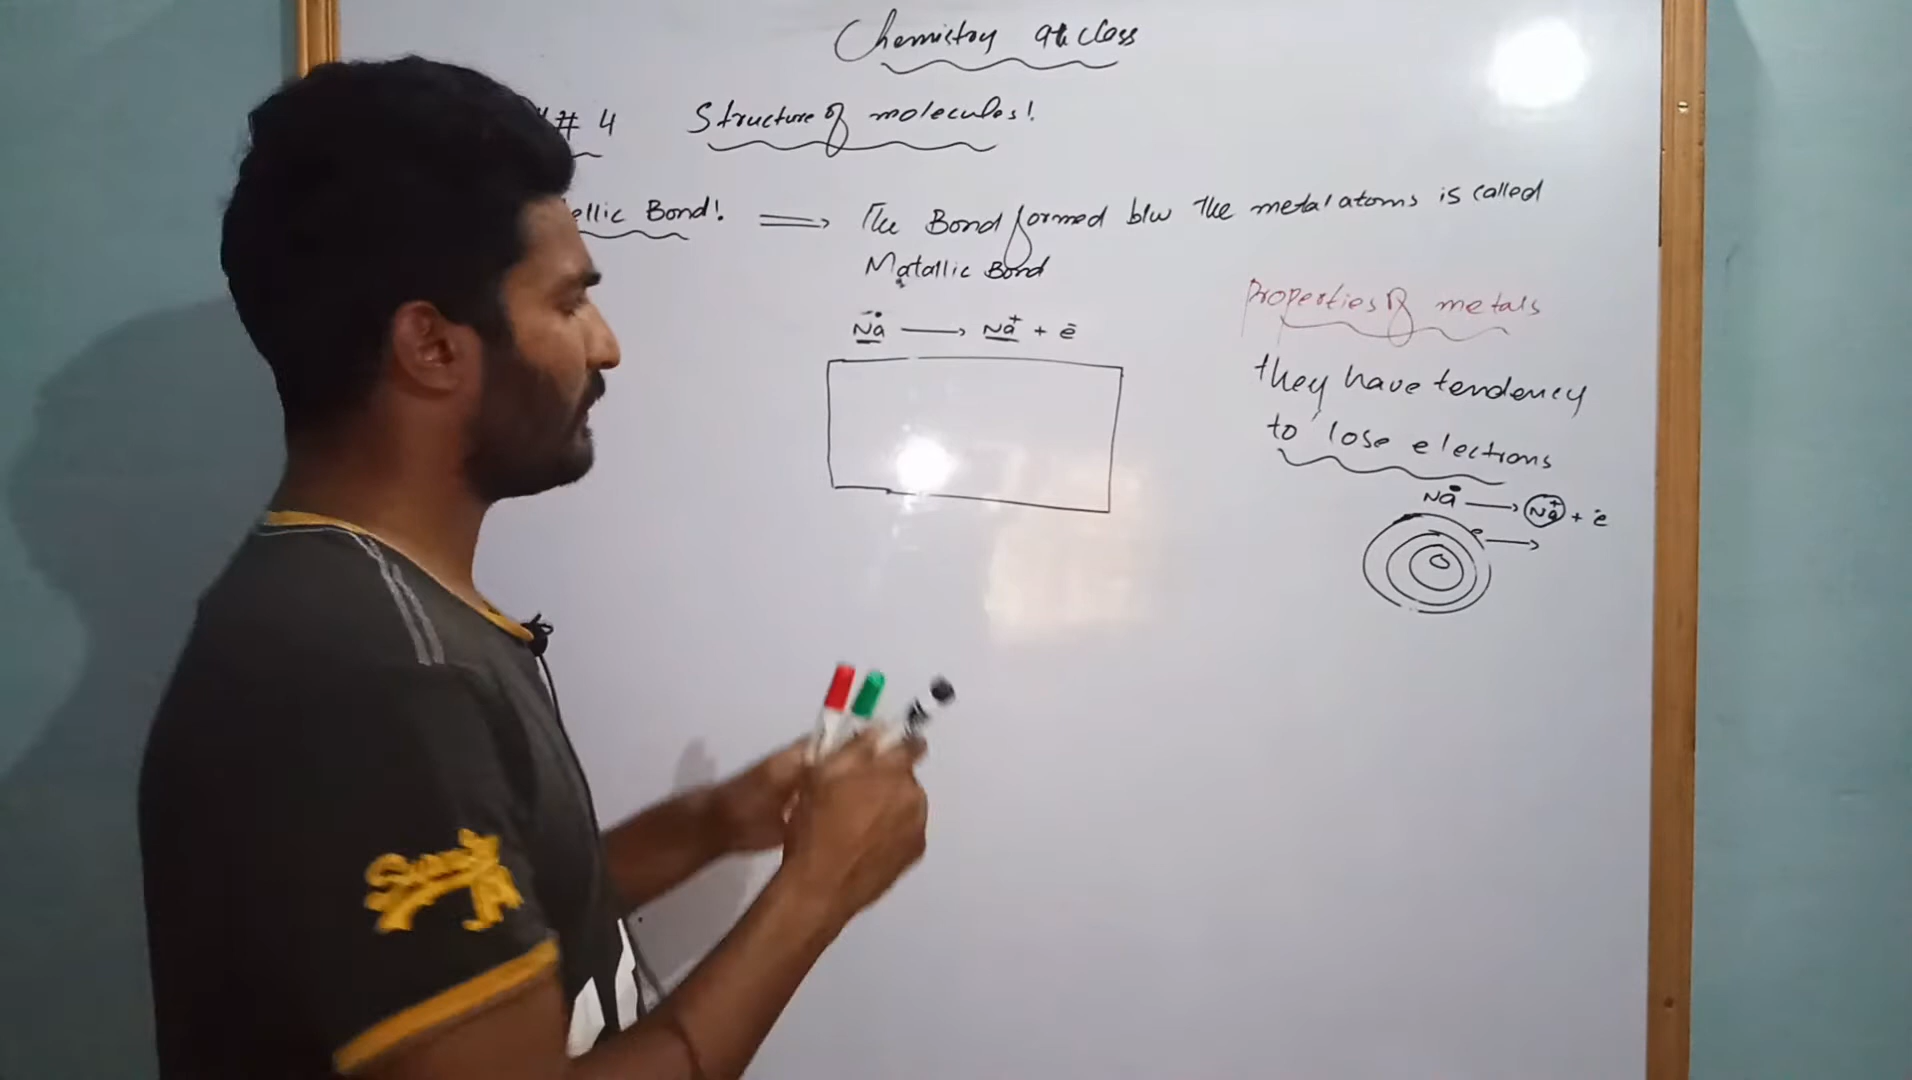 Chemistry 9th class
# 4 Structure of molecules!
ellic Bond! ⟹ The Bond formed b/w the metal atoms is called
Matallic Bond
Na → Na⁺ + ē
Properties of metals
they have tendency
to lose electrons
Na → Na⁺ + ē
e →